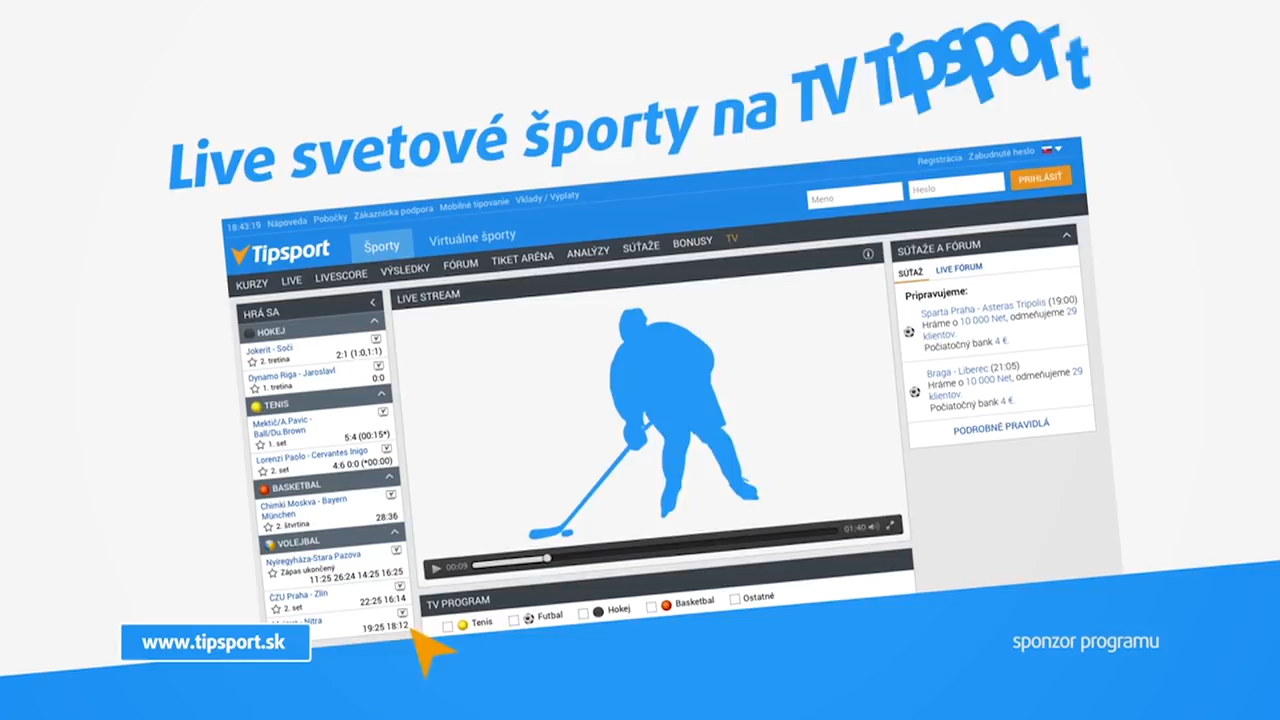 Live svetové športy na TV Tipsport
18:43:19 Nápoveda Pobočky Zákaznícka podpora Mobilné tipovanie Vklady / Výplaty
Registrácia Zabudnuté heslo
Meno
Heslo
PRIHLÁSIŤ
Tipsport
Športy
Virtuálne športy
KURZY LIVE LIVESCORE VÝSLEDKY FÓRUM TIKET ARÉNA ANALÝZY SÚŤAŽE BONUSY TV
HRÁ SA
HOKEJ
Jokerit - Soči
2. tretina 2:1 (1:0,1:1)
Dynamo Riga - Jaroslavl
1. tretina 0:0
TENIS
Mektič/A.Pavic -
Ball/Du.Brown
1. set 5:4 (00:15*)
Lorenzi Paolo - Cervantes Inigo
2. set 4:6 0:0 (*00:00)
BASKETBAL
Chimki Moskva - Bayern
München
2. štvrtina 28:36
VOLEJBAL
Nyiregyháza-Stara Pazova
Zápas ukončený
11:25 26:24 14:25 16:25
ČZU Praha - Zlín
2. set 22:25 16:14
Nitra
19:25 18:12
LIVE STREAM
00:09
01:40
TV PROGRAM
Tenis Futbal Hokej Basketbal Ostatné
SÚŤAŽE A FÓRUM
SÚŤAŽ LIVE FÓRUM
Pripravujeme:
Sparta Praha - Asteras Tripolis (19:00)
Hráme o 10 000 Net, odmeňujeme 29
klientov.
Počiatočný bank 4 €.
Braga - Liberec (21:05)
Hráme o 10 000 Net, odmeňujeme 29
klientov.
Počiatočný bank 4 €.
PODROBNÉ PRAVIDLÁ
www.tipsport.sk
sponzor programu